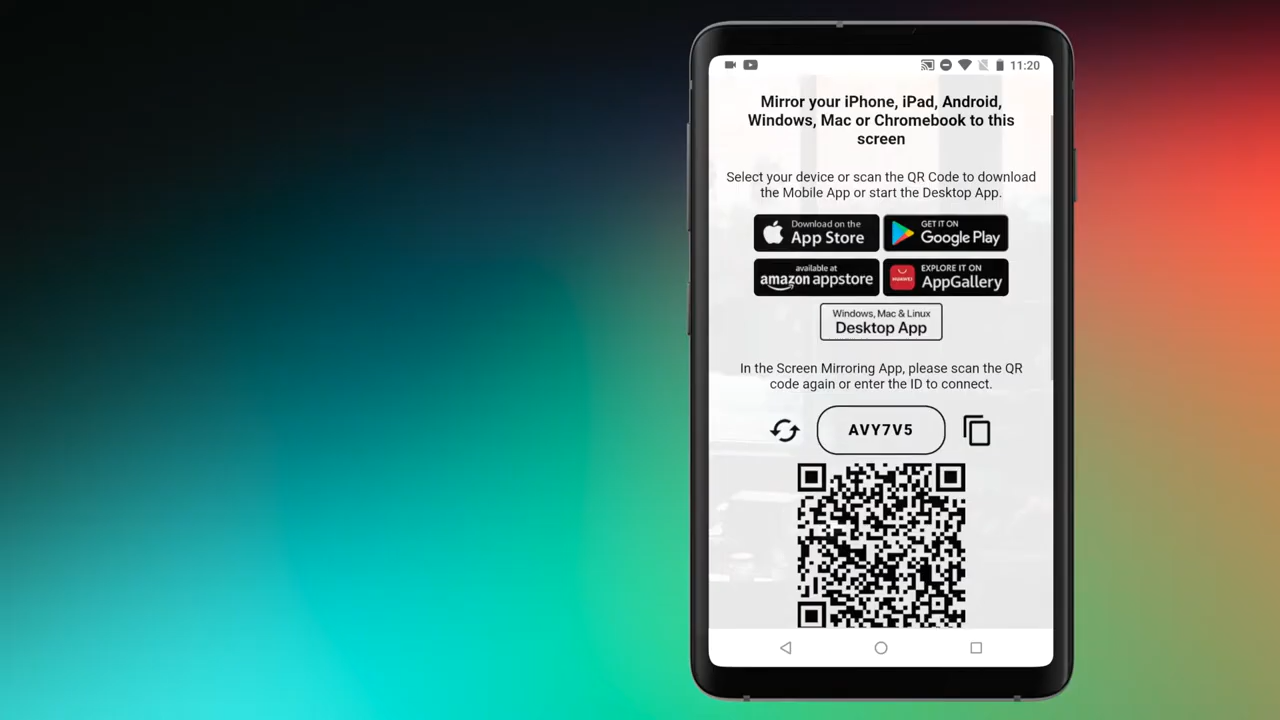 11:20
Mirror your iPhone, iPad, Android,
Windows, Mac or Chromebook to this
screen
Select your device or scan the QR Code to download
the Mobile App or start the Desktop App.
Download on the
App Store
GET IT ON
Google Play
available at
amazon appstore
HUAWEI
EXPLORE IT ON
AppGallery
Windows, Mac & Linux
Desktop App
In the Screen Mirroring App, please scan the QR
code again or enter the ID to connect.
AVY7V5